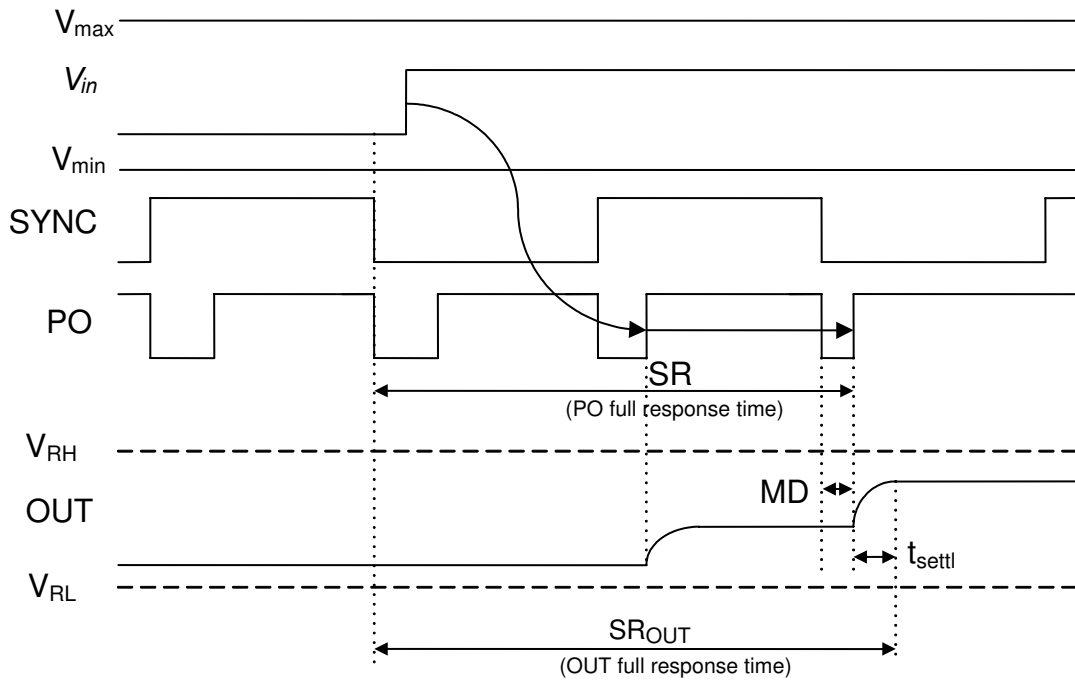 Vmax
Vin
Vmin
SYNC
PO
SR
(PO full response time)
VRH
MD
OUT
tsettl
VRL
SROUT
(OUT full response time)